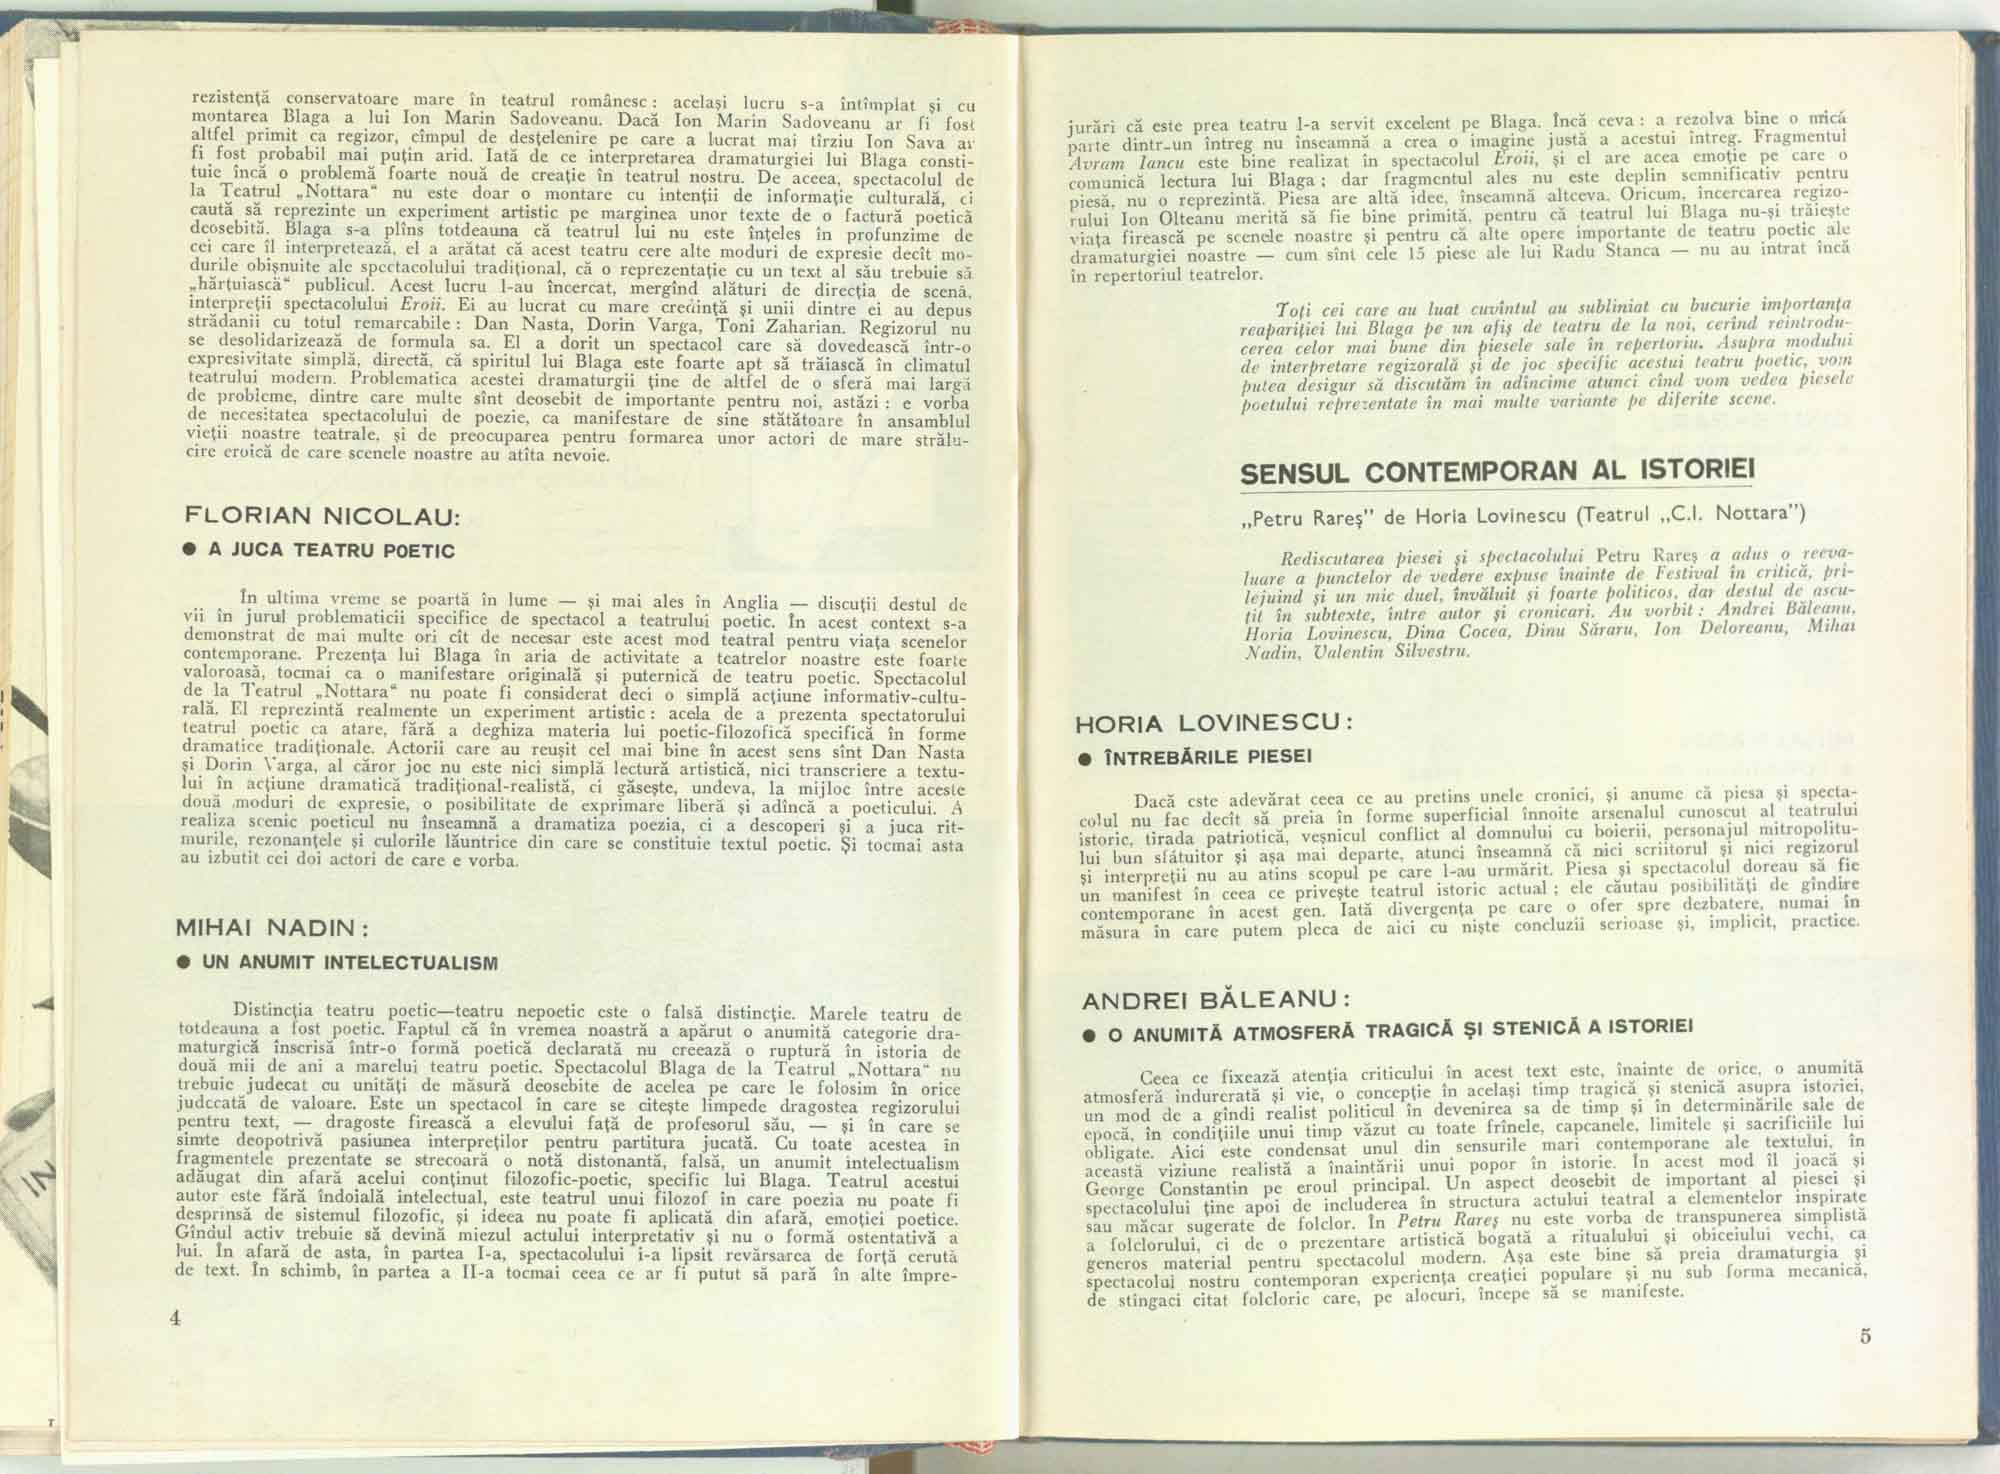 rezistență conservatoare mare în teatrul românesc : același lucru s-a întîmplat și cu
montarea Blaga a lui Ion Marin Sadoveanu. Dacă Ion Marin Sadoveanu ar fi fost
altfel primit ca regizor, cîmpul de desțelenire pe care a lucrat mai tîrziu Ion Sava ar
fi fost probabil mai puțin arid. Iată de ce interpretarea dramaturgiei lui Blaga consti-
tuie încă o problemă foarte nouă de creație în teatrul nostru. De aceea, spectacolul de
la Teatrul „Nottara“ nu este doar o montare cu intenții de informație culturală, ci
caută să reprezinte un experiment artistic pe marginea unor texte de o factură poetică
deosebită. Blaga s-a plîns totdeauna că teatrul lui nu este înțeles în profunzime de
cei care îl interpretează, el a arătat că acest teatru cere alte moduri de expresie decît mo-
durile obișnuite ale spectacolului tradițional, că o reprezentație cu un text al său trebuie să
„hărțuiască“ publicul. Acest lucru l-au încercat, mergînd alături de direcția de scenă,
interpreții spectacolului Eroii. Ei au lucrat cu mare credință și unii dintre ei au depus
strădanii cu totul remarcabile : Dan Nasta, Dorin Varga, Toni Zaharian. Regizorul nu
se desolidarizează de formula sa. El a dorit un spectacol care să dovedească într-o
expresivitate simplă, directă, că spiritul lui Blaga este foarte apt să trăiască în climatul
teatrului modern. Problematica acestei dramaturgii ține de altfel de o sferă mai largă
de probleme, dintre care multe sînt deosebit de importante pentru noi, astăzi : e vorba
de necesitatea spectacolului de poezie, ca manifestare de sine stătătoare în ansamblul
vieții noastre teatrale, și de preocuparea pentru formarea unor actori de mare strălu-
cire eroică de care scenele noastre au atîta nevoie.
FLORIAN NICOLAU:
● A JUCA TEATRU POETIC
În ultima vreme se poartă în lume — și mai ales în Anglia — discuții destul de
vii în jurul problematicii specifice de spectacol a teatrului poetic. În acest context s-a
demonstrat de mai multe ori cît de necesar este acest mod teatral pentru viața scenelor
contemporane. Prezența lui Blaga în aria de activitate a teatrelor noastre este foarte
valoroasă, tocmai ca o manifestare originală și puternică de teatru poetic. Spectacolul
de la Teatrul „Nottara“ nu poate fi considerat deci o simplă acțiune informativ-cultu-
rală. El reprezintă realmente un experiment artistic : acela de a prezenta spectatorului
teatrul poetic ca atare, fără a deghiza materia lui poetic-filozofică specifică în forme
dramatice tradiționale. Actorii care au reușit cel mai bine în acest sens sînt Dan Nasta
și Dorin Varga, al căror joc nu este nici simplă lectură artistică, nici transcriere a textu-
lui în acțiune dramatică tradițional-realistă, ci găsește, undeva, la mijloc între aceste
două moduri de expresie, o posibilitate de exprimare liberă și adîncă a poeticului. A
realiza scenic poeticul nu înseamnă a dramatiza poezia, ci a descoperi și a juca rit-
murile, rezonanțele și culorile lăuntrice din care se constituie textul poetic. Și tocmai asta
au izbutit cei doi actori de care e vorba.
MIHAI NADIN :
● UN ANUMIT INTELECTUALISM
Distincția teatru poetic—teatru nepoetic este o falsă distincție. Marele teatru de
totdeauna a fost poetic. Faptul că în vremea noastră a apărut o anumită categorie dra-
maturgică înscrisă într-o formă poetică declarată nu creează o ruptură în istoria de
două mii de ani a marelui teatru poetic. Spectacolul Blaga de la Teatrul „Nottara“ nu
trebuie judecat cu unități de măsură deosebite de acelea pe care le folosim în orice
judecată de valoare. Este un spectacol în care se citește limpede dragostea regizorului
pentru text, — dragoste firească a elevului față de profesorul său, — și în care se
simte deopotrivă pasiunea interpreților pentru partitura jucată. Cu toate acestea în
fragmentele prezentate se strecoară o notă distonantă, falsă, un anumit intelectualism
adăugat din afară acelui conținut filozofic-poetic, specific lui Blaga. Teatrul acestui
autor este fără îndoială intelectual, este teatrul unui filozof în care poezia nu poate fi
desprinsă de sistemul filozofic, și ideea nu poate fi aplicată din afară, emoției poetice.
Gîndul activ trebuie să devină miezul actului interpretativ și nu o formă ostentativă a
lui. În afară de asta, în partea I-a, spectacolului i-a lipsit revărsarea de forță cerută
de text. În schimb, în partea a II-a tocmai ceea ce ar fi putut să pară în alte împre-
4
jurări că este prea teatru l-a servit excelent pe Blaga. Încă ceva : a rezolva bine o mică
parte dintr-un întreg nu înseamnă a crea o imagine justă a acestui întreg. Fragmentul
Avram Iancu este bine realizat în spectacolul Eroii, și el are acea emoție pe care o
comunică lectura lui Blaga ; dar fragmentul ales nu este deplin semnificativ pentru
piesă, nu o reprezintă. Piesa are altă idee, înseamnă altceva. Oricum, încercarea regizo-
rului Ion Olteanu merită să fie bine primită, pentru că teatrul lui Blaga nu-și trăiește
viața firească pe scenele noastre și pentru că alte opere importante de teatru poetic ale
dramaturgiei noastre — cum sînt cele 15 piese ale lui Radu Stanca — nu au intrat încă
în repertoriul teatrelor.
Toți cei care au luat cuvîntul au subliniat cu bucurie importanța
reapariției lui Blaga pe un afiș de teatru de la noi, cerînd reintrodu-
cerea celor mai bune din piesele sale în repertoriu. Asupra modului
de interpretare regizorală și de joc specific acestui teatru poetic, vom
putea desigur să discutăm în adîncime atunci cînd vom vedea piesele
poetului reprezentate în mai multe variante pe diferite scene.
SENSUL CONTEMPORAN AL ISTORIEI
„Petru Rareș” de Horia Lovinescu (Teatrul „C.I. Nottara”)
Rediscutarea piesei și spectacolului Petru Rareș a adus o reeva-
luare a punctelor de vedere expuse înainte de Festival în critică, pri-
lejuind și un mic duel, învăluit și foarte politicos, dar destul de ascu-
țit în subtexte, între autor și cronicari. Au vorbit : Andrei Băleanu,
Horia Lovinescu, Dina Cocea, Dinu Săraru, Ion Deloreanu, Mihai
Nadin, Valentin Silvestru.
HORIA LOVINESCU :
● ÎNTREBĂRILE PIESEI
Dacă este adevărat ceea ce au pretins unele cronici, și anume că piesa și specta-
colul nu fac decît să preia în forme superficial înnoite arsenalul cunoscut al teatrului
istoric, tirada patriotică, veșnicul conflict al domnului cu boierii, personajul mitropolitu-
lui bun sfătuitor și așa mai departe, atunci înseamnă că nici scriitorul și nici regizorul
și interpreții nu au atins scopul pe care l-au urmărit. Piesa și spectacolul doreau să fie
un manifest în ceea ce privește teatrul istoric actual ; ele căutau posibilități de gîndire
contemporane în acest gen. Iată divergența pe care o ofer spre dezbatere, numai în
măsura în care putem pleca de aici cu niște concluzii serioase și, implicit, practice.
ANDREI BĂLEANU :
● O ANUMITĂ ATMOSFERĂ TRAGICĂ ȘI STENICĂ A ISTORIEI
Ceea ce fixează atenția criticului în acest text este, înainte de orice, o anumită
atmosferă îndurerată și vie, o concepție în același timp tragică și stenică asupra istoriei,
un mod de a gîndi realist politicul în devenirea sa de timp și în determinările sale de
epocă, în condițiile unui timp văzut cu toate frînele, capcanele, limitele și sacrificiile lui
obligate. Aici este condensat unul din sensurile mari contemporane ale textului, în
această viziune realistă a înaintării unui popor în istorie. În acest mod îl joacă și
George Constantin pe eroul principal. Un aspect deosebit de important al piesei și
spectacolului ține apoi de includerea în structura actului teatral a elementelor inspirate
sau măcar sugerate de folclor. În Petru Rareș nu este vorba de transpunerea simplistă
a folclorului, ci de o prezentare artistică bogată a ritualului și obiceiului vechi, ca
generos material pentru spectacolul modern. Așa este bine să preia dramaturgia și
spectacolul nostru contemporan experiența creației populare și nu sub forma mecanică,
de stîngaci citat folcloric care, pe alocuri, începe să se manifeste.
5